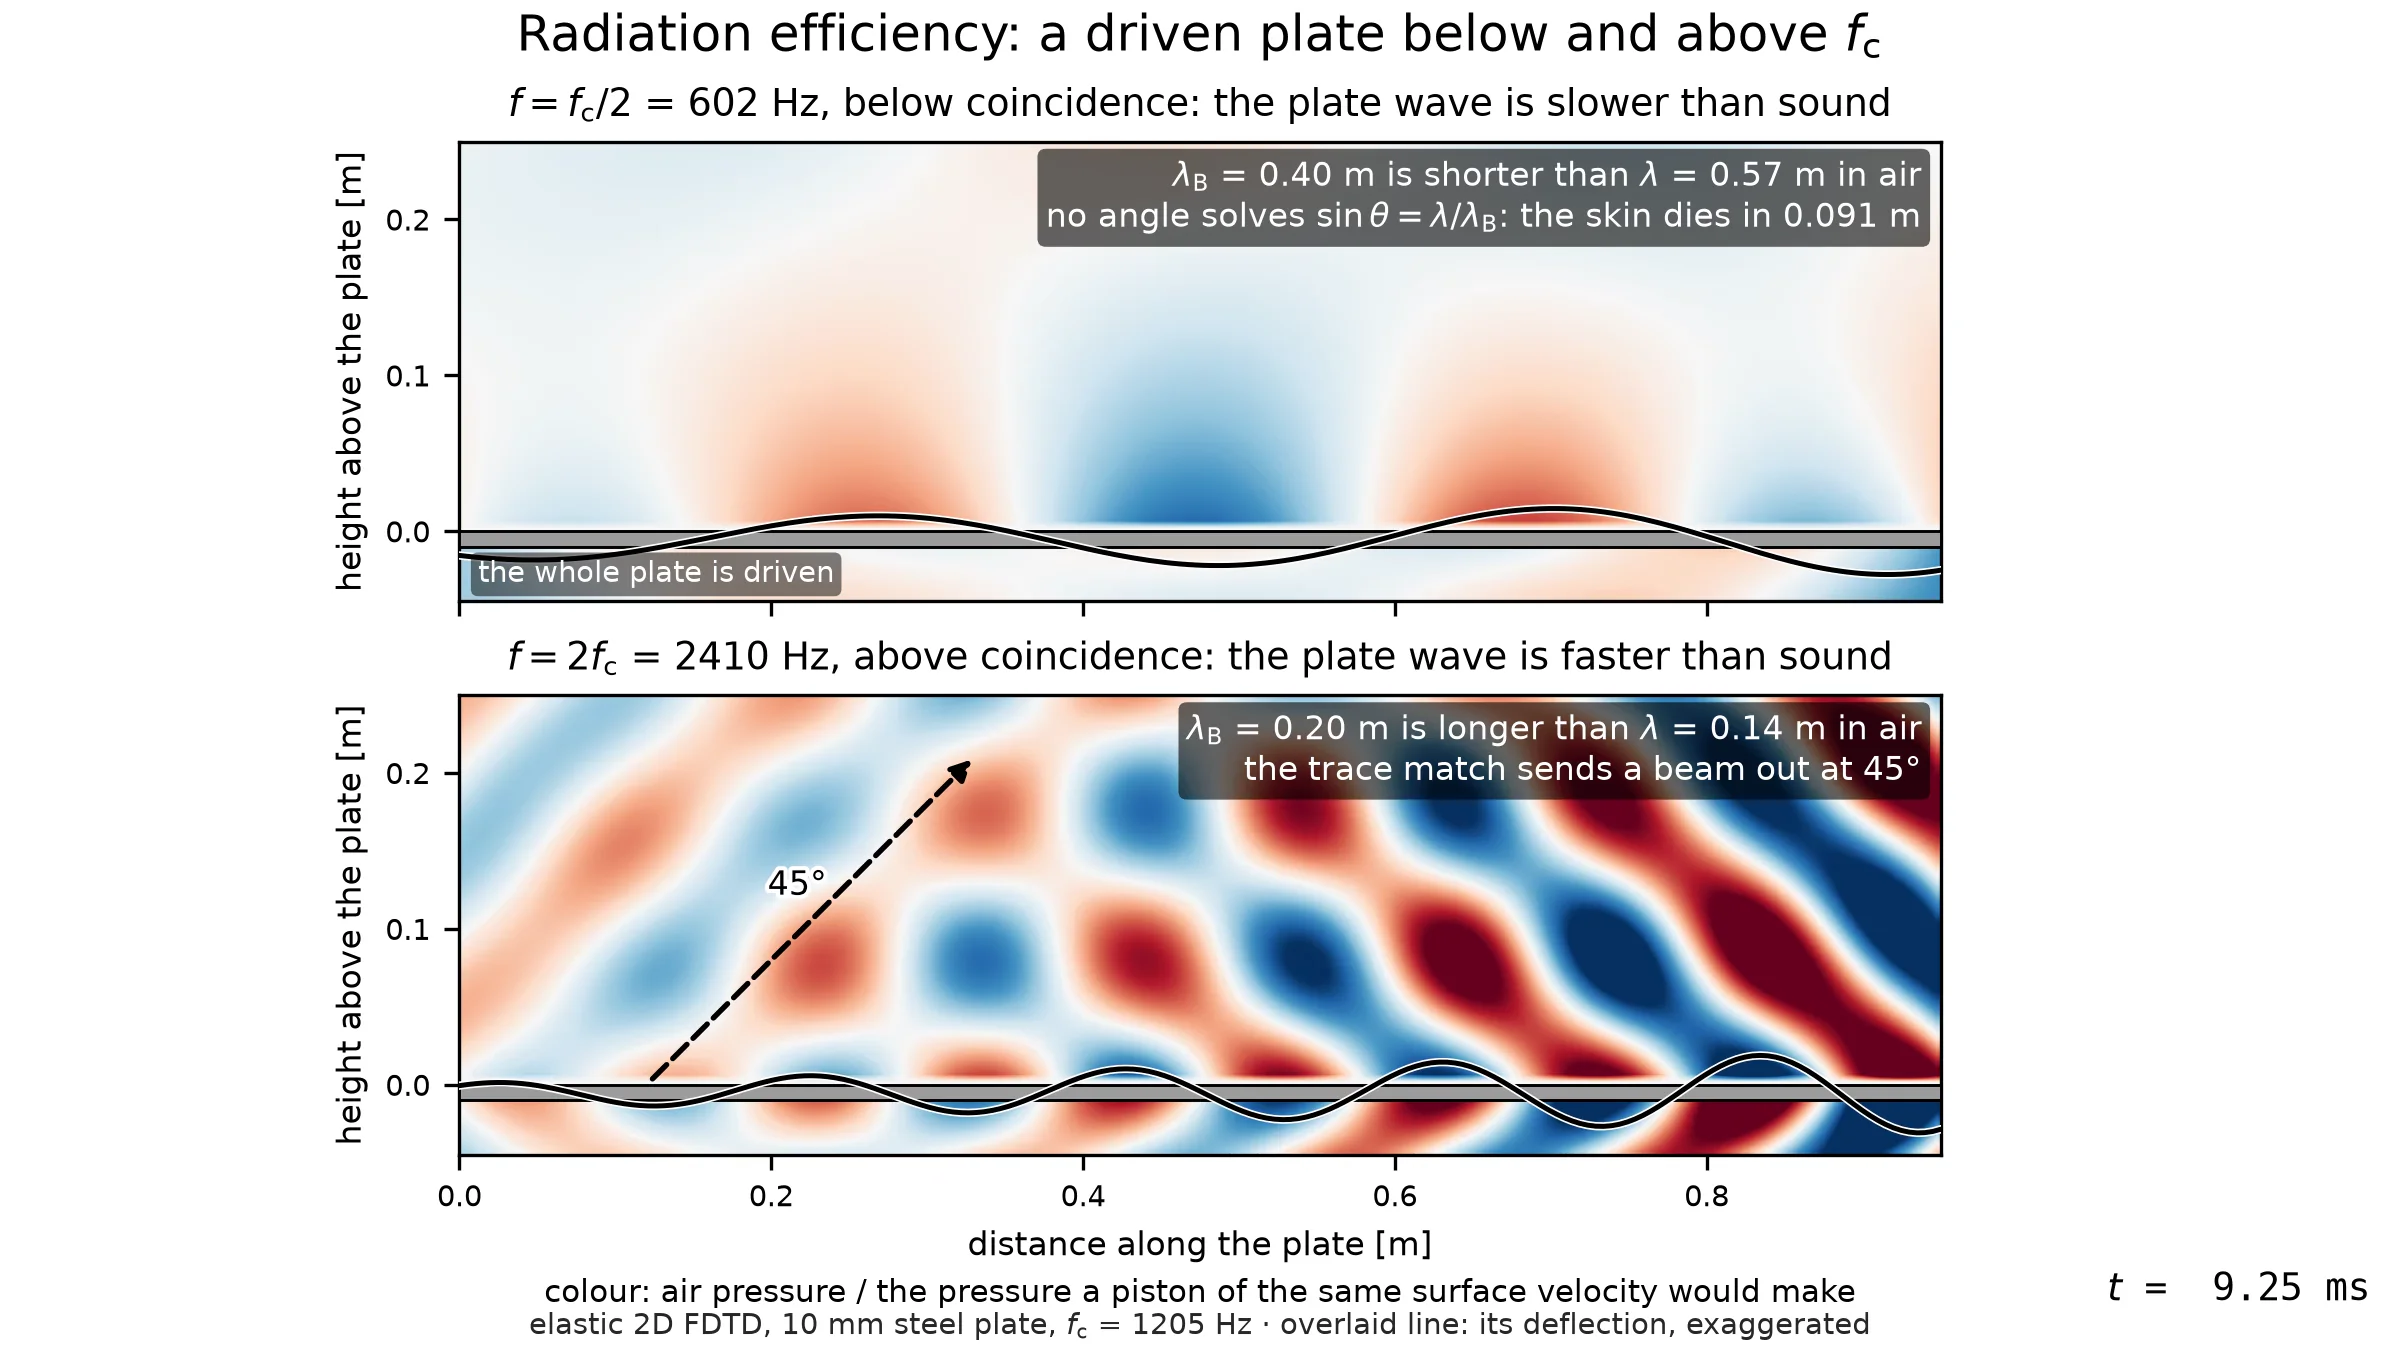 Radiation efficiency: a driven plate below and above f_c
f = f_c/2 = 602 Hz, below coincidence: the plate wave is slower than sound
height above the plate [m]
0.2
0.1
0.0
λ_B = 0.40 m is shorter than λ = 0.57 m in air
no angle solves sin θ = λ/λ_B: the skin dies in 0.091 m
the whole plate is driven
f = 2f_c = 2410 Hz, above coincidence: the plate wave is faster than sound
height above the plate [m]
0.2
0.1
0.0
λ_B = 0.20 m is longer than λ = 0.14 m in air
the trace match sends a beam out at 45°
45°
0.0 0.2 0.4 0.6 0.8
distance along the plate [m]
colour: air pressure / the pressure a piston of the same surface velocity would make
elastic 2D FDTD, 10 mm steel plate, f_c = 1205 Hz · overlaid line: its deflection, exaggerated
t = 9.25 ms